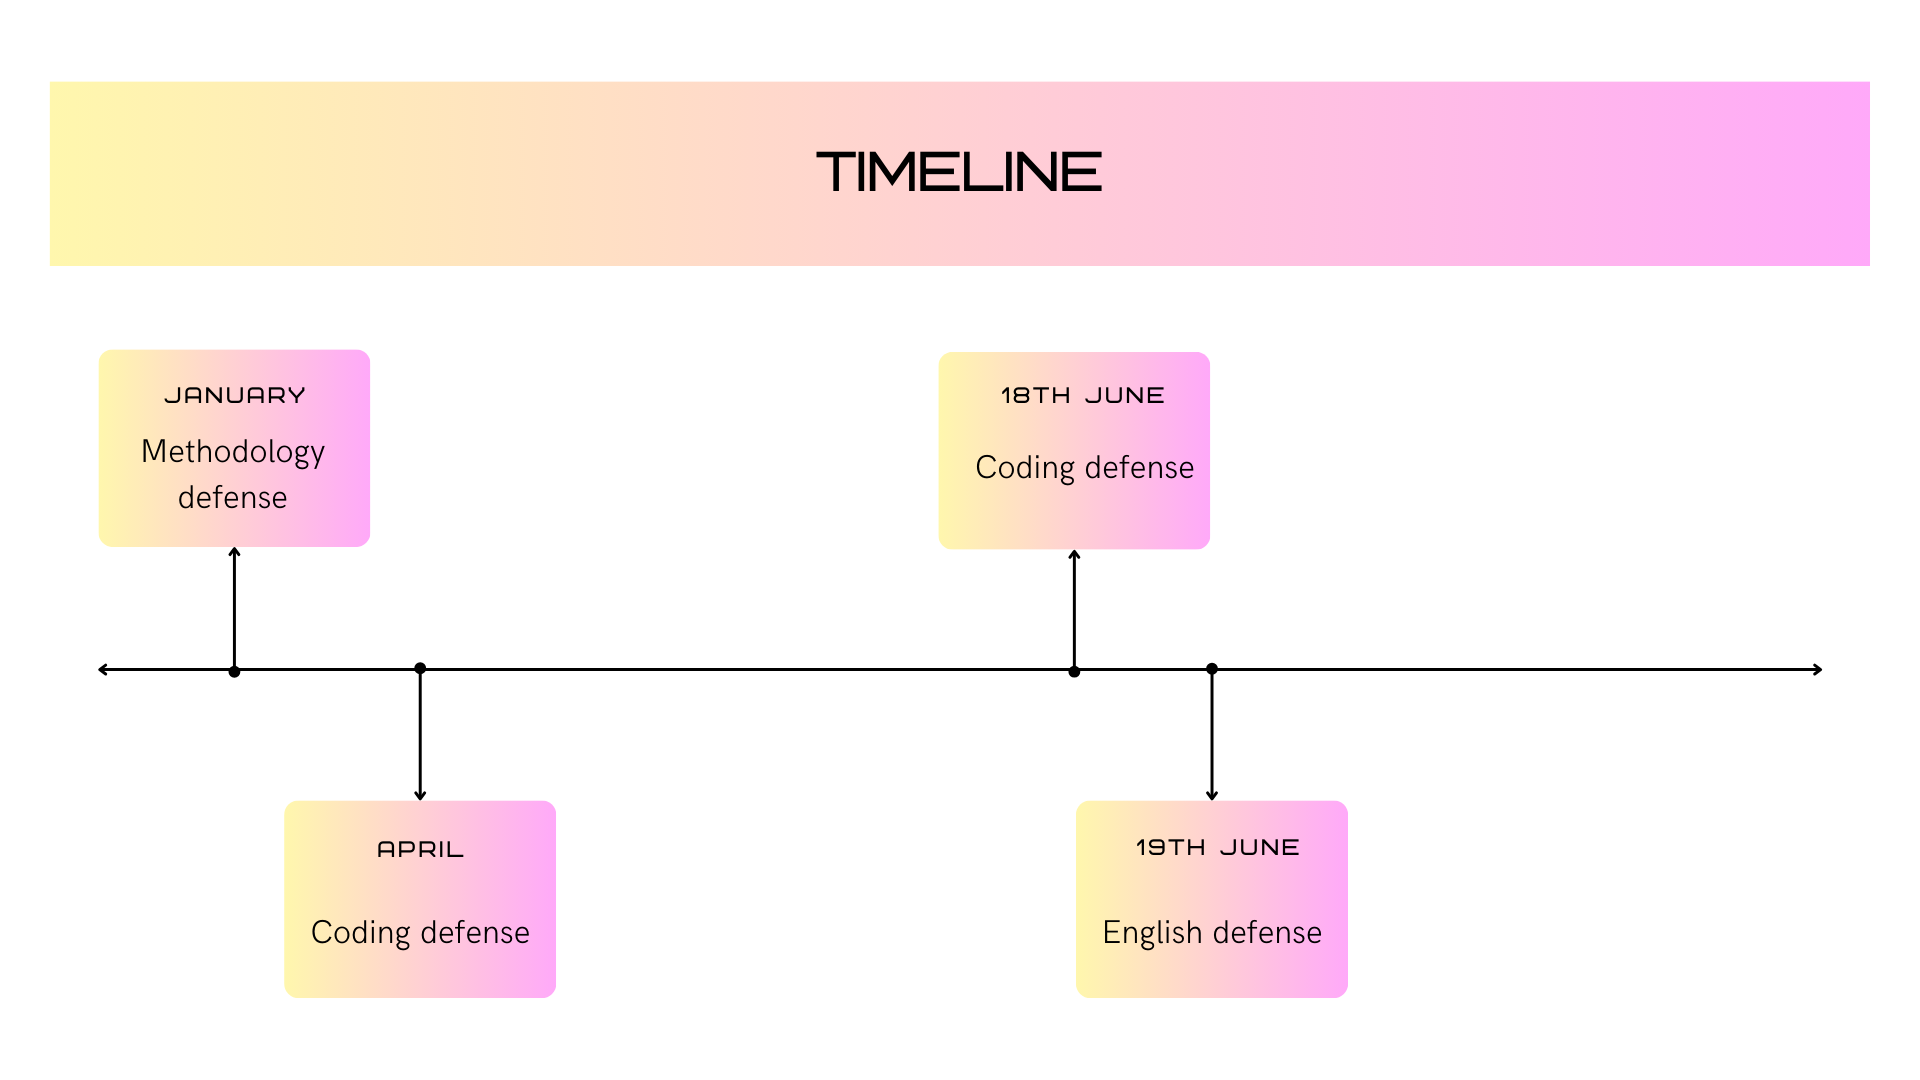 TIMELINE
JANUARY
Methodology
defense
18TH JUNE
Coding defense
APRIL
Coding defense
19TH JUNE
English defense